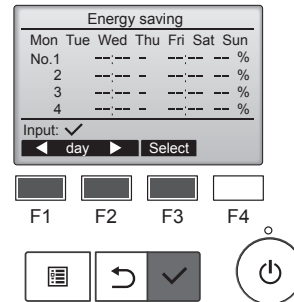 Energy saving
Mon Tue Wed Thu Fri Sat Sun
No.1 --:-- - --:-- -- %
2 --:-- - --:-- -- %
3 --:-- - --:-- -- %
4 --:-- - --:-- -- %
Input: ✓
◀ day ▶ Select
F1 F2 F3 F4